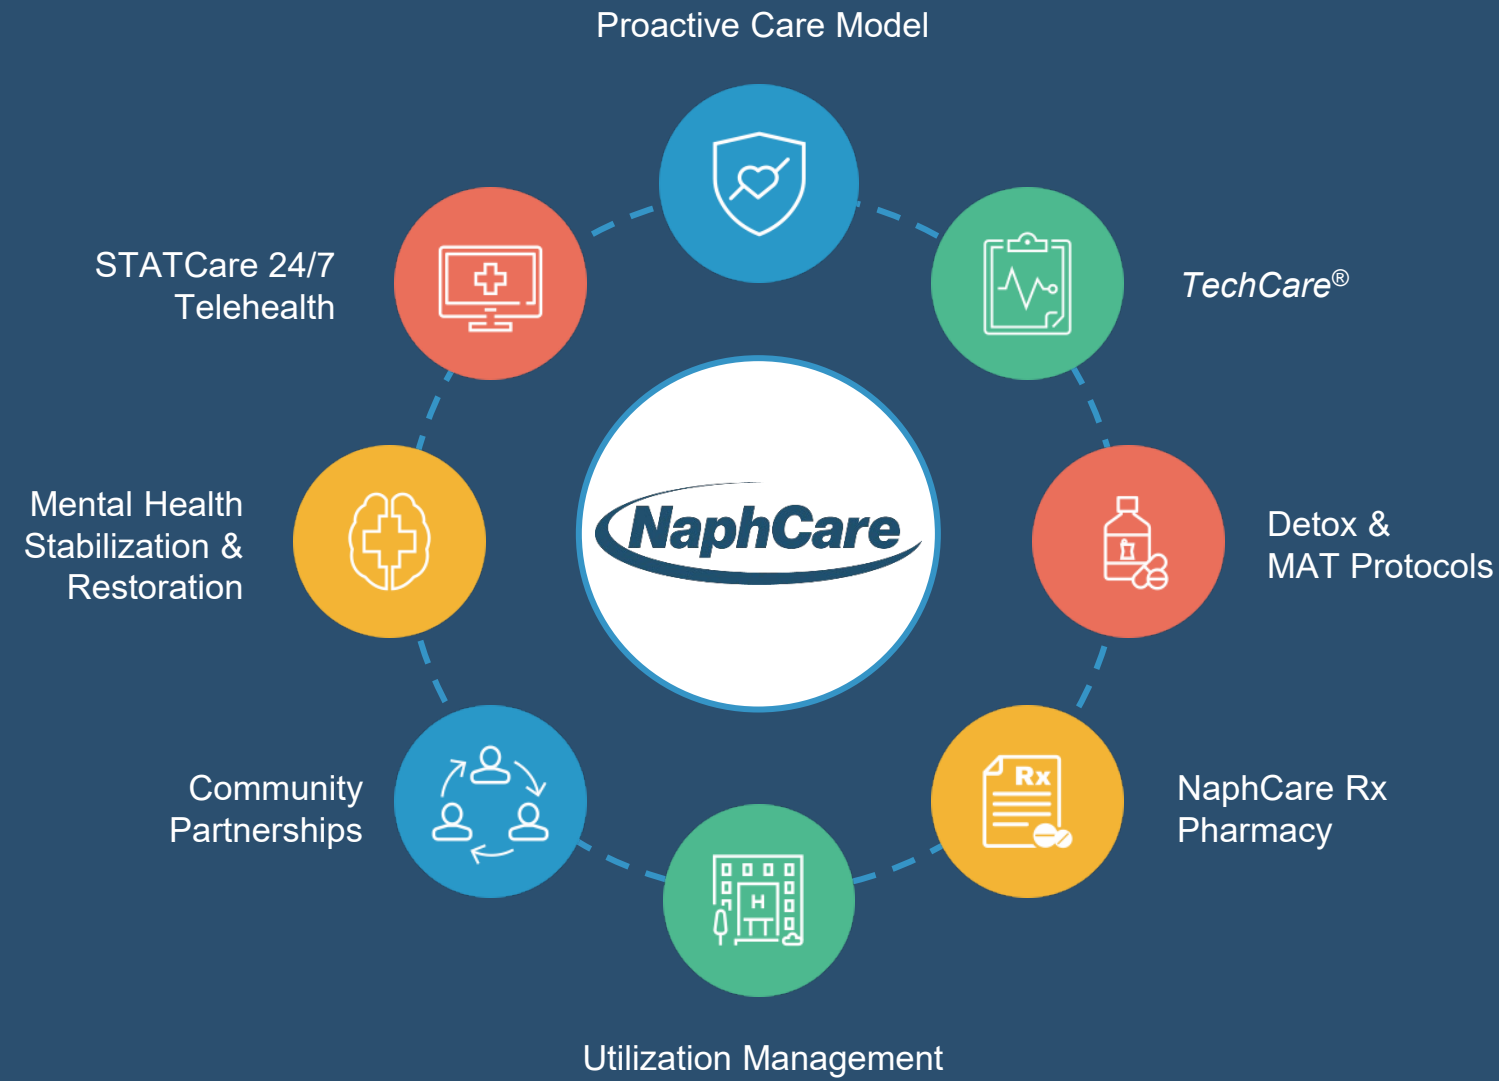 Proactive Care Model
STATCare 24/7
Telehealth
TechCare®
Mental Health
Stabilization &
Restoration
NaphCare
Detox &
MAT Protocols
Community
Partnerships
Rx
NaphCare Rx
Pharmacy
H
Utilization Management